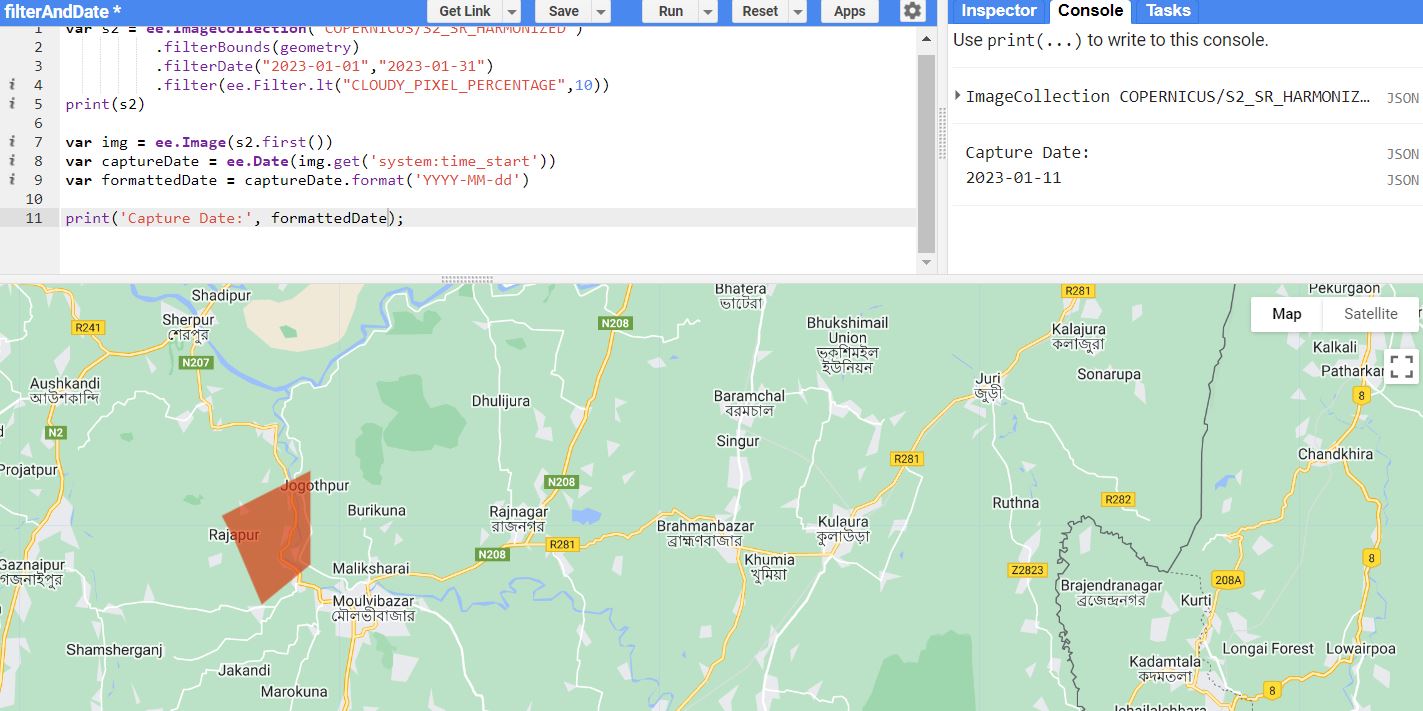 filterAndDate *
Get Link
Save
Run
Reset
Apps
Inspector
Console
Tasks
1 var s2 = ee.ImageCollection("COPERNICUS/S2_SR_HARMONIZED")
2 .filterBounds(geometry)
3 .filterDate("2023-01-01","2023-01-31")
i 4 .filter(ee.Filter.lt("CLOUDY_PIXEL_PERCENTAGE",10))
i 5 print(s2)
6
i 7 var img = ee.Image(s2.first())
i 8 var captureDate = ee.Date(img.get('system:time_start'))
i 9 var formattedDate = captureDate.format('YYYY-MM-dd')
10
11 print('Capture Date:', formattedDate);
Use print(...) to write to this console.
ImageCollection COPERNICUS/S2_SR_HARMONIZ… JSON
Capture Date: JSON
2023-01-11 JSON
Map
Satellite
Shadipur
Bhatera
ভাটেরা
R281
Pekurgaon
R241
Sherpur
শেরপুর
N208
Bhukshimail
Union
ভূকশিমইল
ইউনিয়ন
Kalajura
কলাজুরা
Kalkali
N207
Patharkar
Aushkandi
আউশকান্দি
Juri
জুড়ী
Sonarupa
8
Dhulijura
Baramchal
বরমচাল
N2
Singur
R281
Chandkhira
Projatpur
Jogothpur
N208
R282
Burikuna
Rajnagar
রাজনগর
Ruthna
Rajapur
Brahmanbazar
ব্রাহ্মণবাজার
Kulaura
কুলাউড়া
N208
R281
8
Gaznaipur
গজনাইপুর
Maliksharai
Khumia
খুমিয়া
Z2823
208A
Brajendranagar
ব্রজেন্দ্রনগর
Kurti
Moulvibazar
মৌলভীবাজার
Shamsherganj
Longai Forest
Lowairpoa
Jakandi
Kadamtala
কদমতলা
Marokuna
8